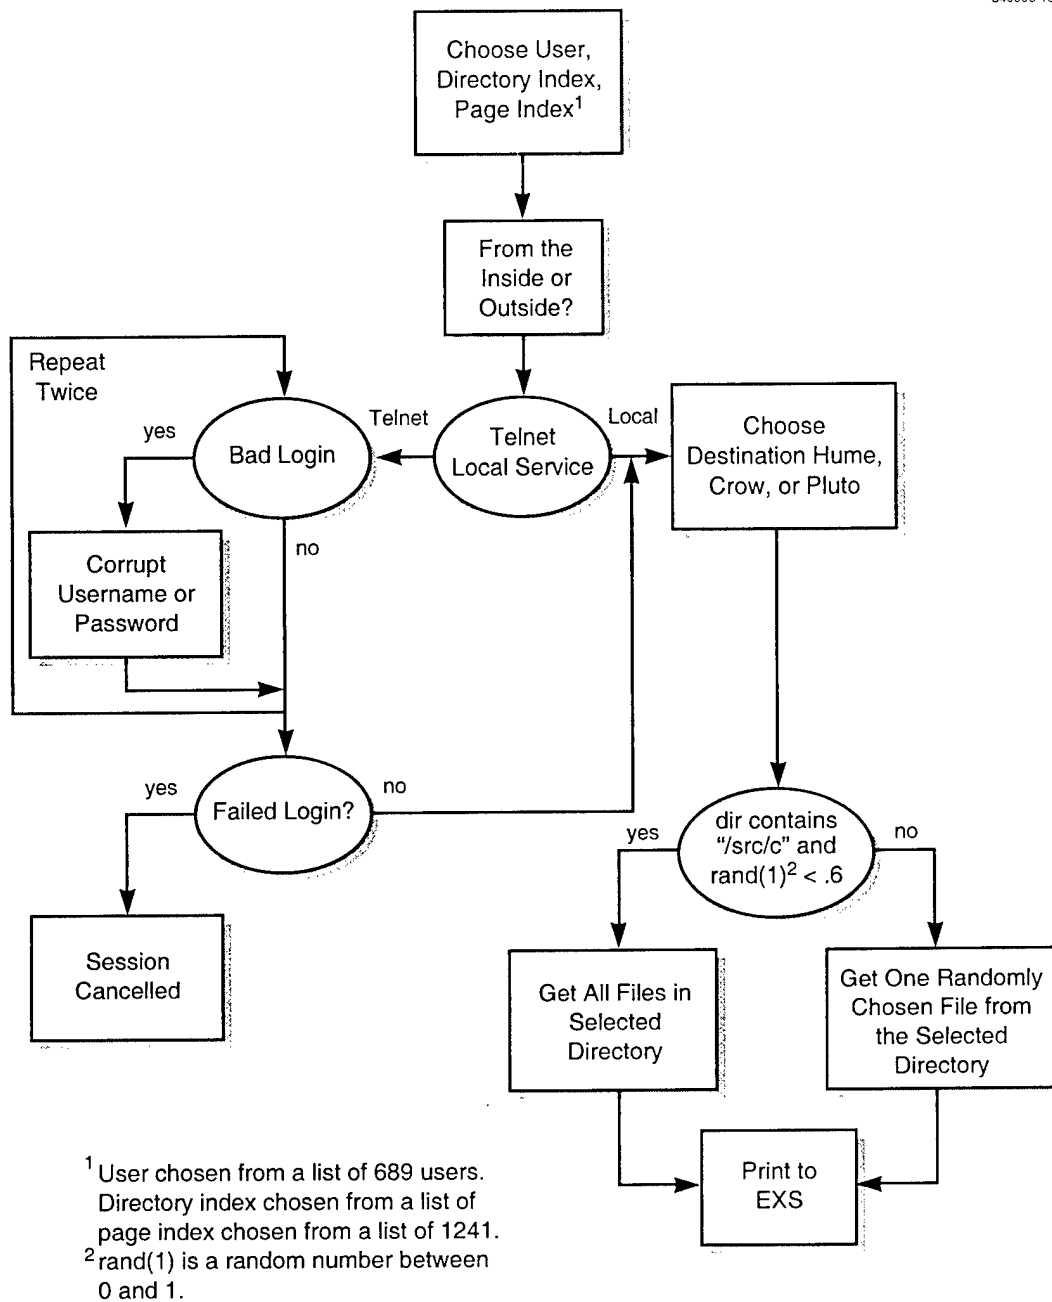 Choose User,
Directory Index,
Page Index¹
From the
Inside or
Outside?
Repeat
Twice
yes
Bad Login
Telnet
Telnet
Local Service
Local
Choose
Destination Hume,
Crow, or Pluto
no
Corrupt
Username or
Password
yes
Failed Login?
no
Session
Cancelled
yes
dir contains
"/src/c" and
rand(1)² < .6
no
Get All Files in
Selected
Directory
Get One Randomly
Chosen File from
the Selected
Directory
Print to
EXS
¹ User chosen from a list of 689 users.
Directory index chosen from a list of
page index chosen from a list of 1241.
² rand(1) is a random number between
0 and 1.